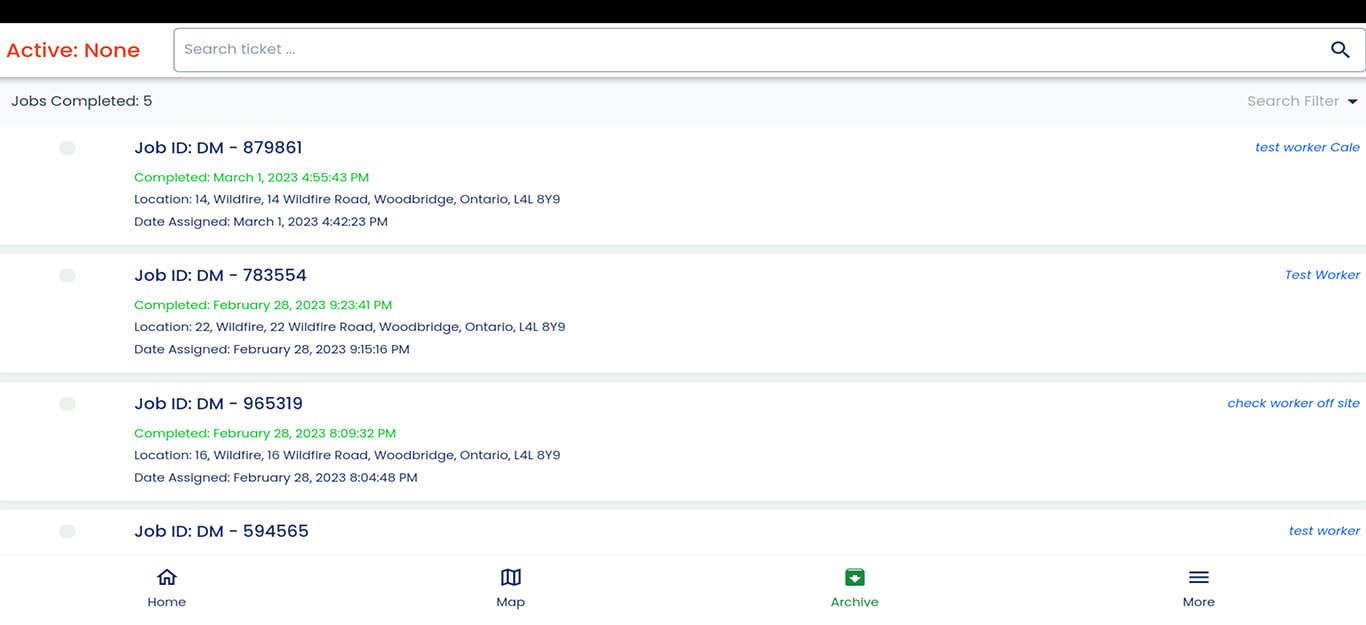 Active: None
Search ticket ...
Jobs Completed: 5
Search Filter
Job ID: DM - 879861
test worker Cale
Completed: March 1, 2023 4:55:43 PM
Location: 14, Wildfire, 14 Wildfire Road, Woodbridge, Ontario, L4L 8Y9
Date Assigned: March 1, 2023 4:42:23 PM
Job ID: DM - 783554
Test Worker
Completed: February 28, 2023 9:23:41 PM
Location: 22, Wildfire, 22 Wildfire Road, Woodbridge, Ontario, L4L 8Y9
Date Assigned: February 28, 2023 9:15:16 PM
Job ID: DM - 965319
check worker off site
Completed: February 28, 2023 8:09:32 PM
Location: 16, Wildfire, 16 Wildfire Road, Woodbridge, Ontario, L4L 8Y9
Date Assigned: February 28, 2023 8:04:48 PM
Job ID: DM - 594565
test worker
Home
Map
Archive
More